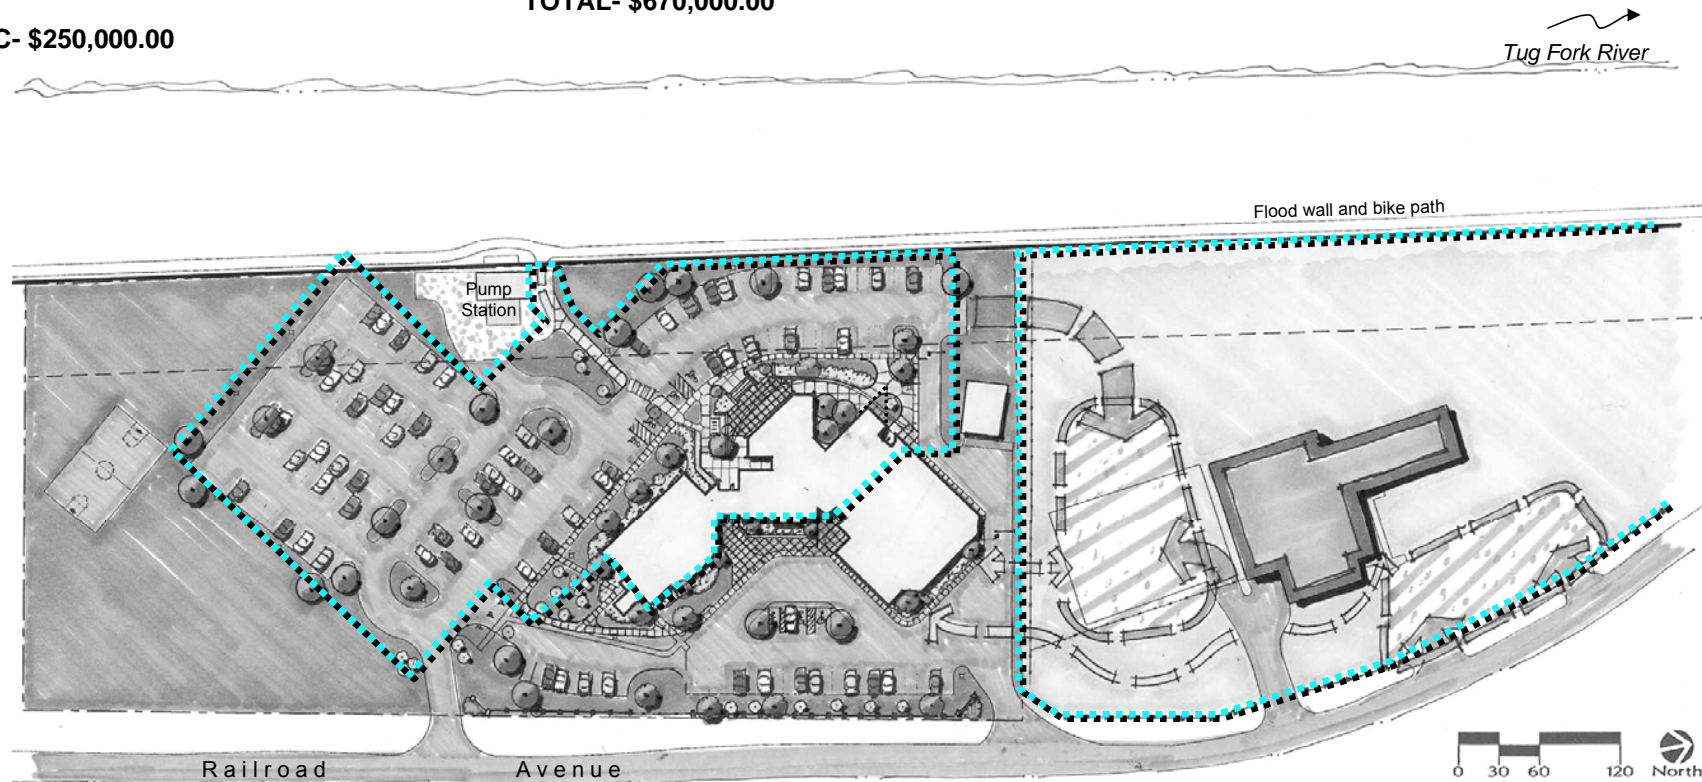 TOTAL- $670,000.00
C- $250,000.00
Tug Fork River
Flood wall and bike path
Pump
Station
Railroad Avenue
0 30 60 120 North